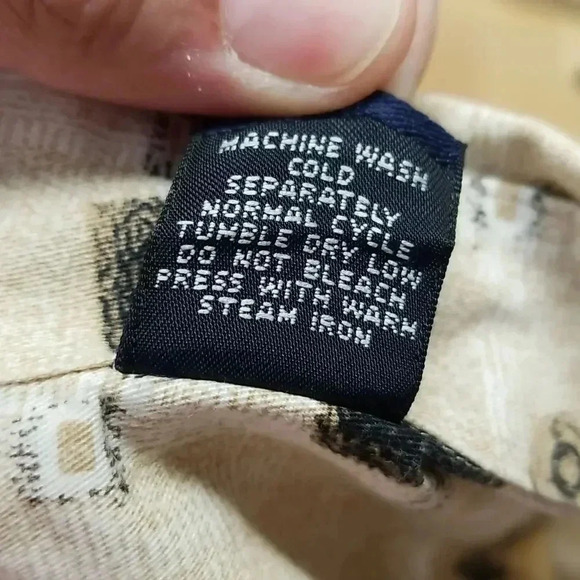 MACHINE WASH
COLD
SEPARATELY
NORMAL CYCLE
TUMBLE DRY LOW
DO NOT BLEACH
PRESS WITH WARM
STEAM IRON